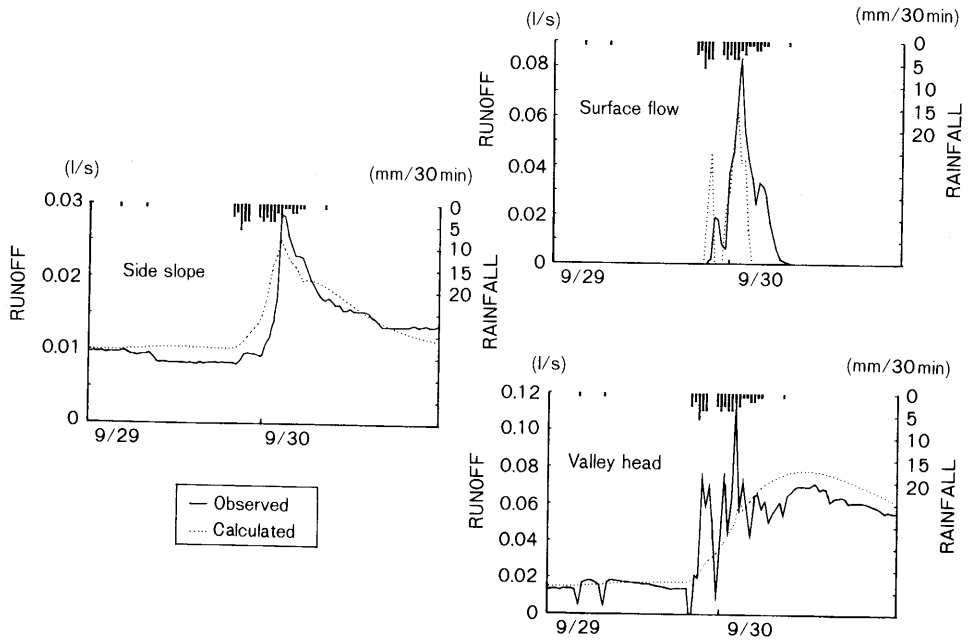 (l/s)
(mm/30min)
RUNOFF
0.08
0.06
0.04
0.02
0
Surface flow
0
5
10
15
20
RAINFALL
9/29
9/30
(l/s)
(mm/30min)
RUNOFF
0.03
0.02
0.01
0
Side slope
0
5
10
15
20
RAINFALL
9/29
9/30
Observed
Calculated
(l/s)
(mm/30min)
RUNOFF
0.12
0.10
0.08
0.06
0.04
0.02
0
Valley head
0
5
10
15
20
RAINFALL
9/29
9/30